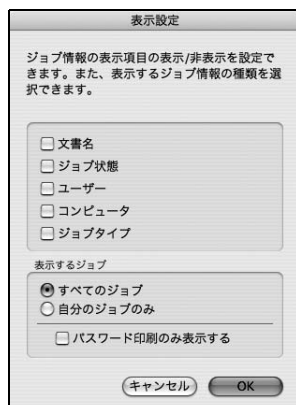 表示設定
ジョブ情報の表示項目の表示/非表示を設定で
きます。また、表示するジョブ情報の種類を選
択できます。
文書名
ジョブ状態
ユーザー
コンピュータ
ジョブタイプ
表示するジョブ
すべてのジョブ
自分のジョブのみ
パスワード印刷のみ表示する
キャンセル OK